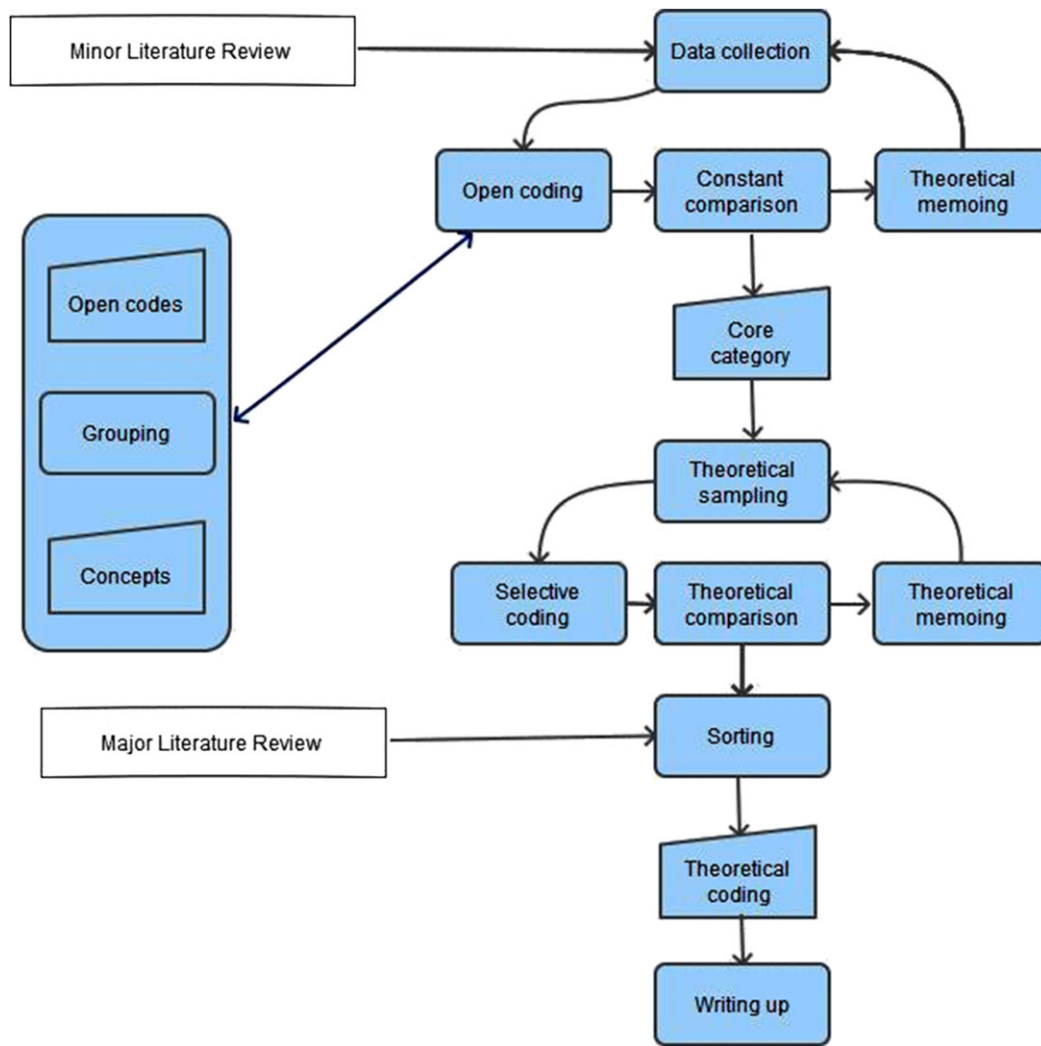 Minor Literature Review
Data collection
Open coding
Constant
comparison
Theoretical
memoing
Open codes
Grouping
Concepts
Core
category
Theoretical
sampling
Selective
coding
Theoretical
comparison
Theoretical
memoing
Major Literature Review
Sorting
Theoretical
coding
Writing up